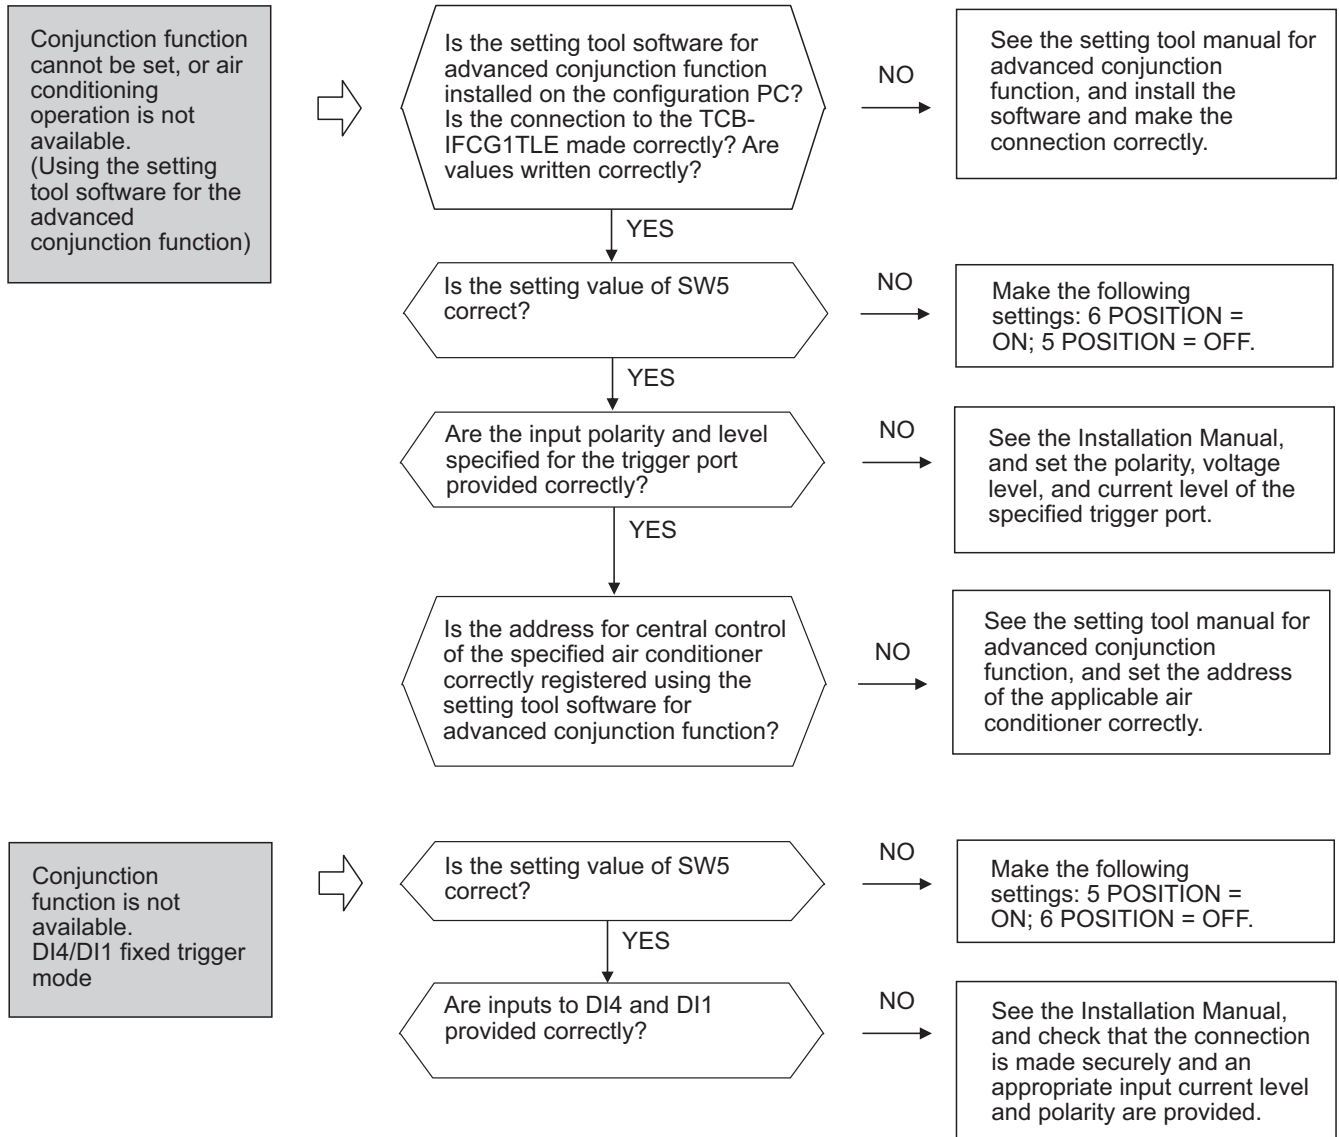 Conjunction function
cannot be set, or air
conditioning
operation is not
available.
(Using the setting
tool software for the
advanced
conjunction function)
Is the setting tool software for
advanced conjunction function
installed on the configuration PC?
Is the connection to the TCB-
IFCG1TLE made correctly? Are
values written correctly?
NO
See the setting tool manual for
advanced conjunction
function, and install the
software and make the
connection correctly.
YES
Is the setting value of SW5
correct?
NO
Make the following
settings: 6 POSITION =
ON; 5 POSITION = OFF.
YES
Are the input polarity and level
specified for the trigger port
provided correctly?
NO
See the Installation Manual,
and set the polarity, voltage
level, and current level of the
specified trigger port.
YES
Is the address for central control
of the specified air conditioner
correctly registered using the
setting tool software for
advanced conjunction function?
NO
See the setting tool manual for
advanced conjunction
function, and set the address
of the applicable air
conditioner correctly.
Conjunction
function is not
available.
DI4/DI1 fixed trigger
mode
Is the setting value of SW5
correct?
NO
Make the following
settings: 5 POSITION =
ON; 6 POSITION = OFF.
YES
Are inputs to DI4 and DI1
provided correctly?
NO
See the Installation Manual,
and check that the connection
is made securely and an
appropriate input current level
and polarity are provided.